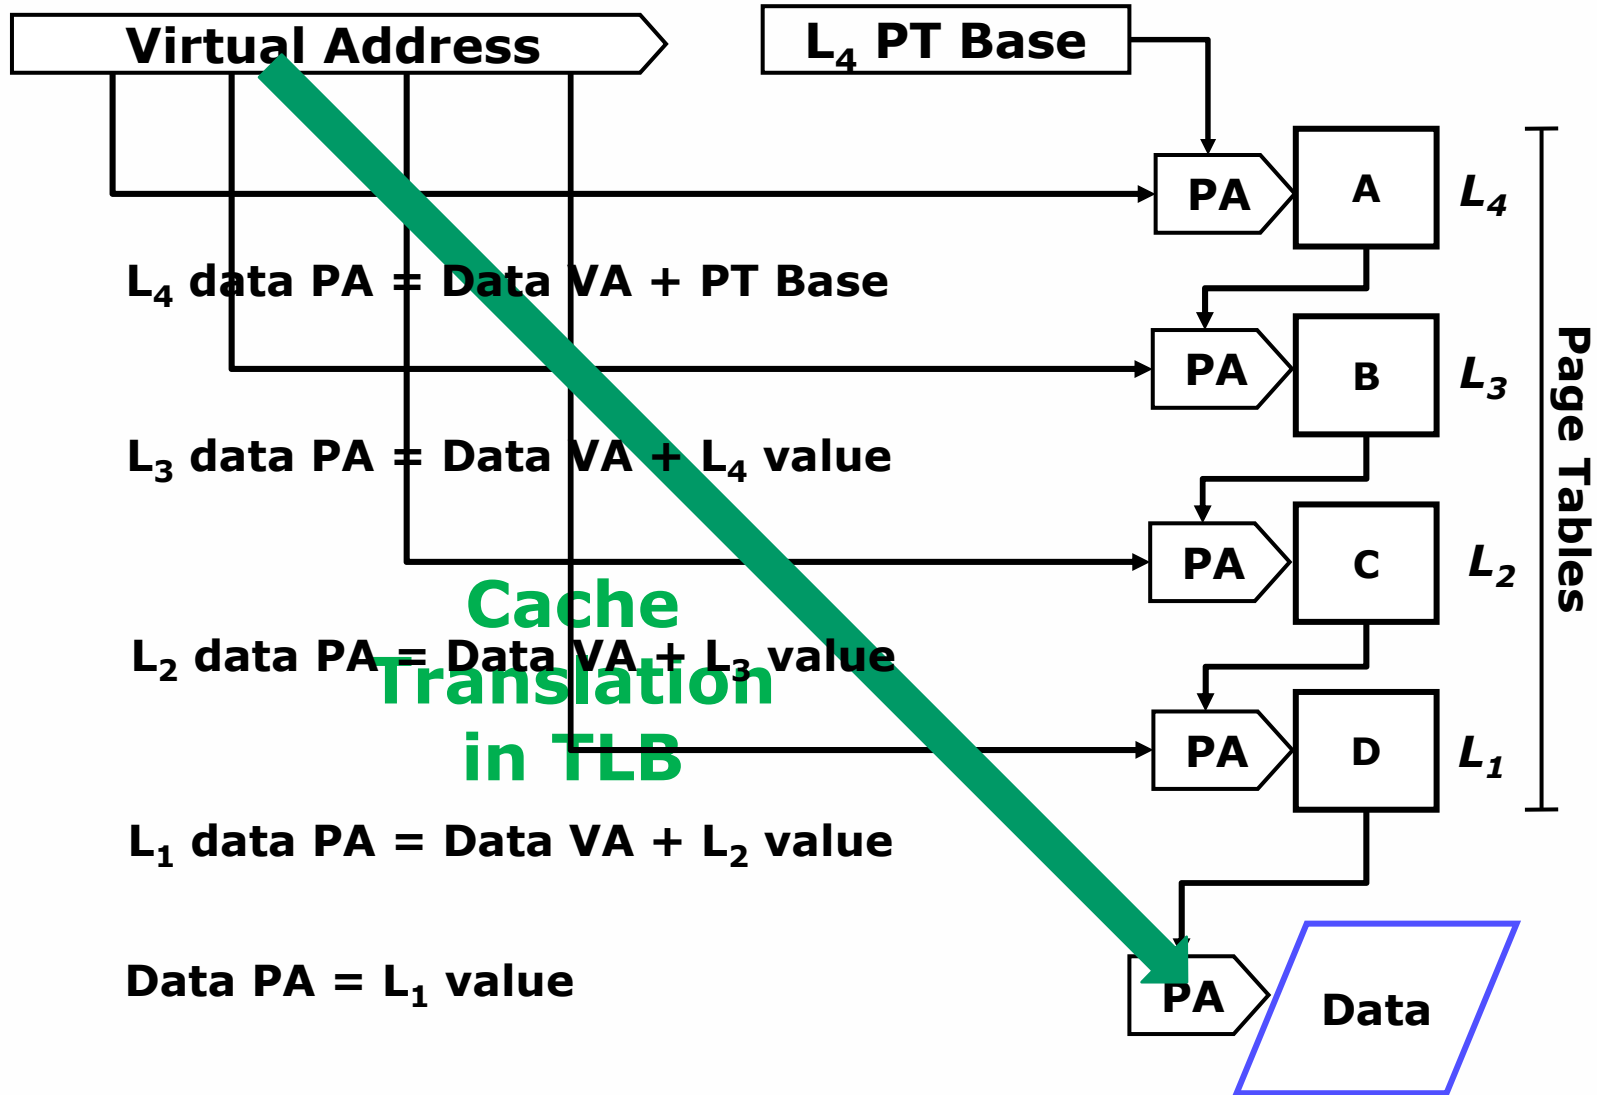 Virtual Address
L₄ PT Base
PA
A
L₄
L₄ data PA = Data VA + PT Base
PA
B
L₃
Page Tables
L₃ data PA = Data VA + L₄ value
PA
C
L₂
Cache
Translation
in TLB
L₂ data PA = Data VA + L₃ value
PA
D
L₁
L₁ data PA = Data VA + L₂ value
Data PA = L₁ value
PA
Data